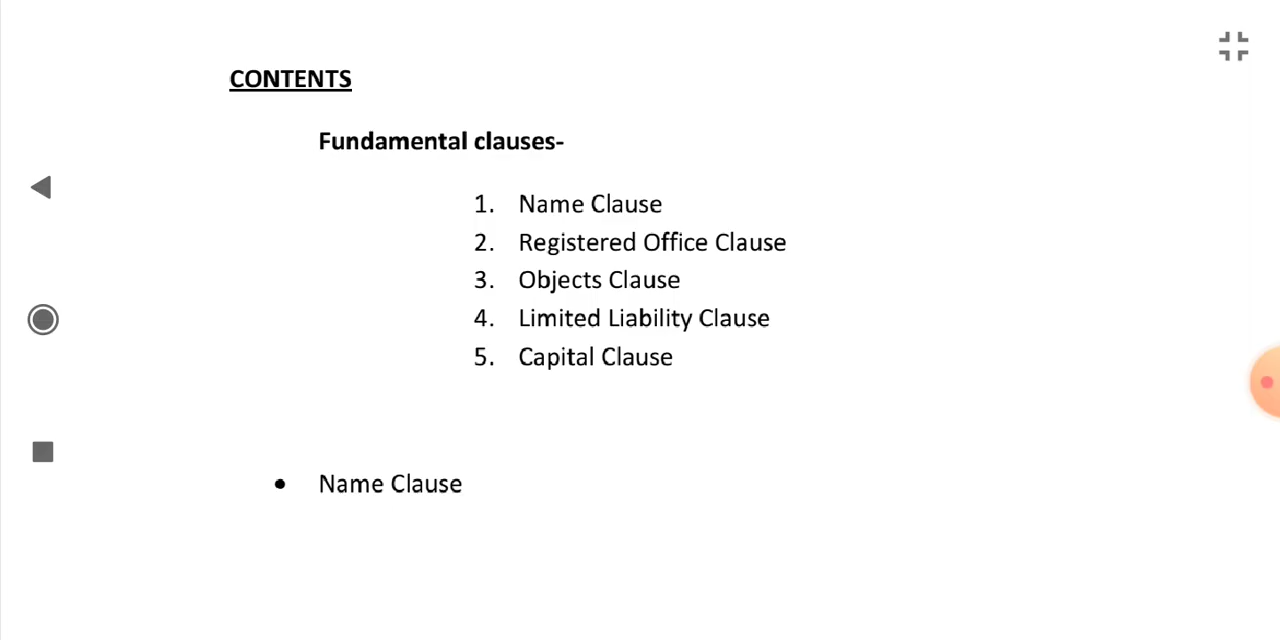 CONTENTS
Fundamental clauses-
1. Name Clause
2. Registered Office Clause
3. Objects Clause
4. Limited Liability Clause
5. Capital Clause
• Name Clause